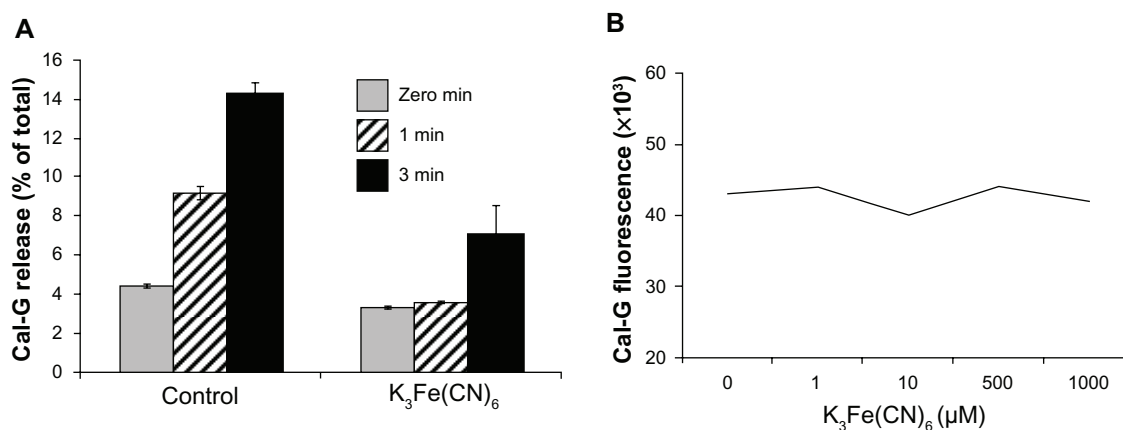 A
Cal-G release (% of total)
16
14
12
10
8
6
4
2
0
Zero min
1 min
3 min
Control
K₃Fe(CN)₆
B
Cal-G fluorescence (×10³)
60
50
40
30
20
0 1 10 500 1000
K₃Fe(CN)₆ (µM)